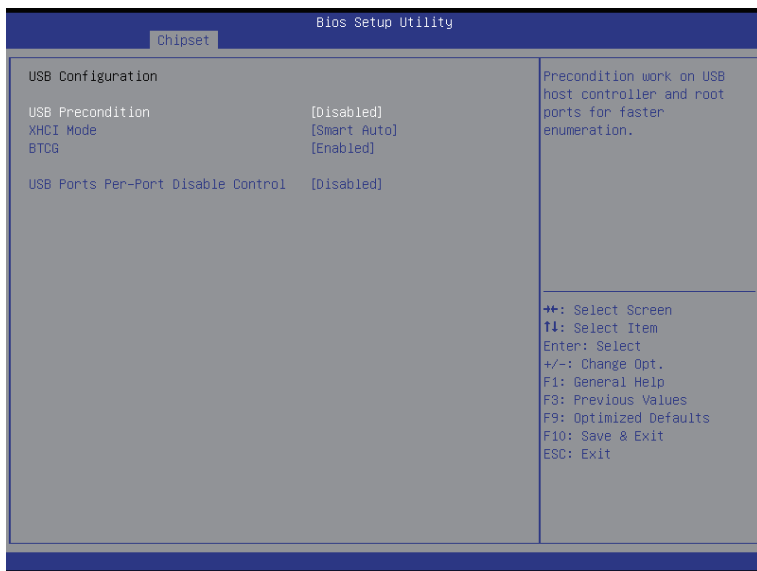 Bios Setup Utility
Chipset
USB Configuration
USB Precondition [Disabled]
XHCI Mode [Smart Auto]
BTCG [Enabled]
USB Ports Per-Port Disable Control [Disabled]
Precondition work on USB
host controller and root
ports for faster
enumeration.
→←: Select Screen
↑↓: Select Item
Enter: Select
+/-: Change Opt.
F1: General Help
F3: Previous Values
F9: Optimized Defaults
F10: Save & Exit
ESC: Exit